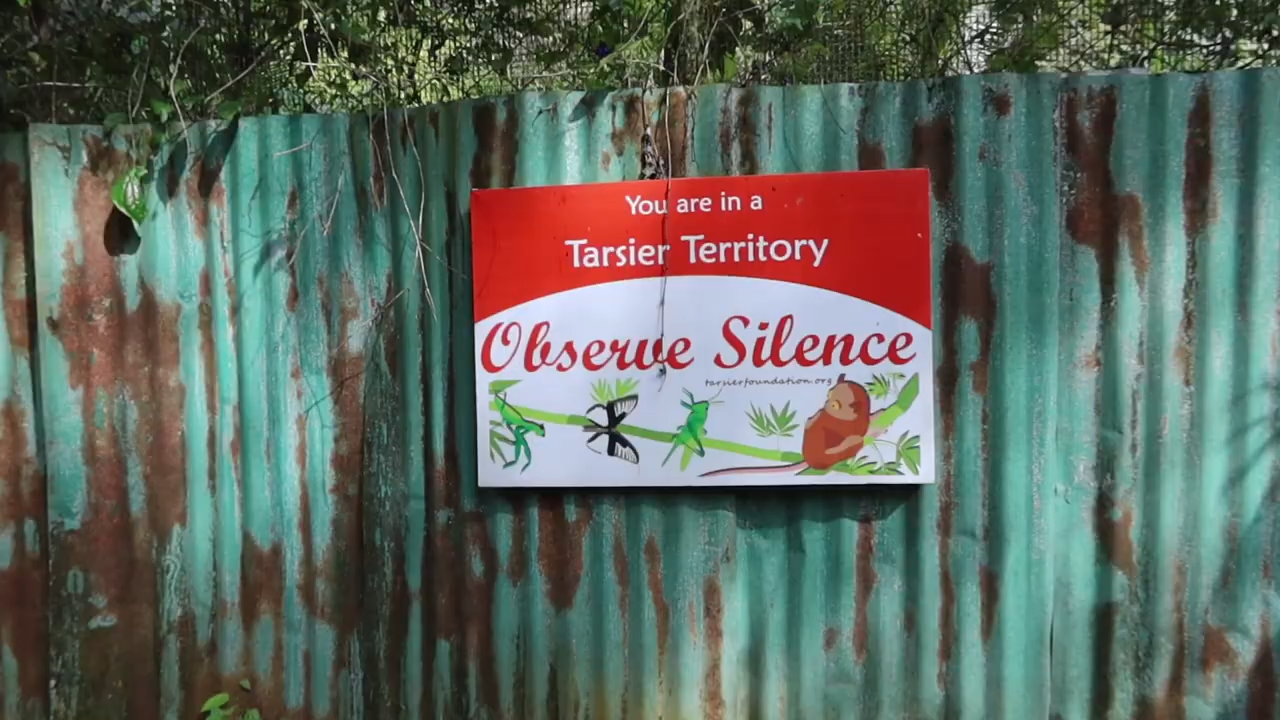 You are in a
Tarsier Territory
Observe Silence
tarsierfoundation.org